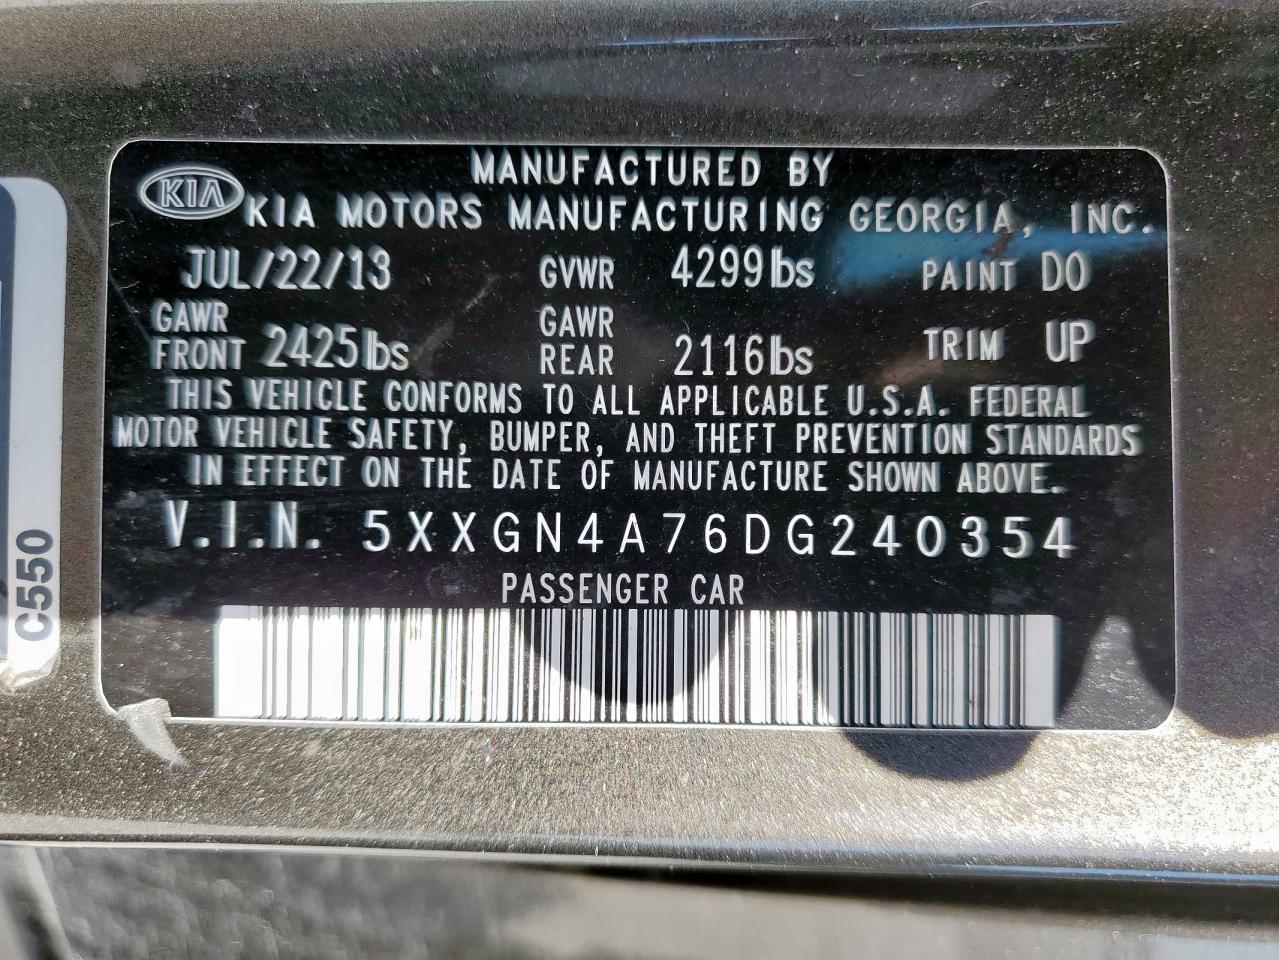 MANUFACTURED BY
KIA KIA MOTORS MANUFACTURING GEORGIA, INC.
JUL/22/13 GVWR 4299lbs PAINT DO
GAWR FRONT 2425lbs GAWR REAR 2116lbs TRIM UP
THIS VEHICLE CONFORMS TO ALL APPLICABLE U.S.A. FEDERAL
MOTOR VEHICLE SAFETY, BUMPER, AND THEFT PREVENTION STANDARDS
IN EFFECT ON THE DATE OF MANUFACTURE SHOWN ABOVE.
V.I.N. 5XXGN4A76DG240354
PASSENGER CAR
C550